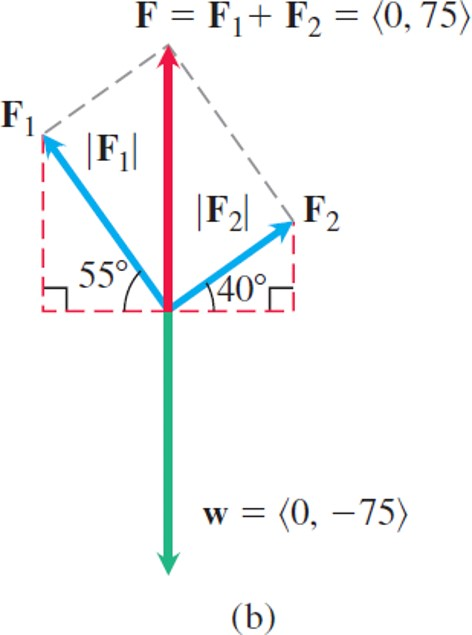 F = F₁ + F₂ = ⟨0, 75⟩
F₁
|F₁|
|F₂|
F₂
55°
40°
w = ⟨0, −75⟩
(b)